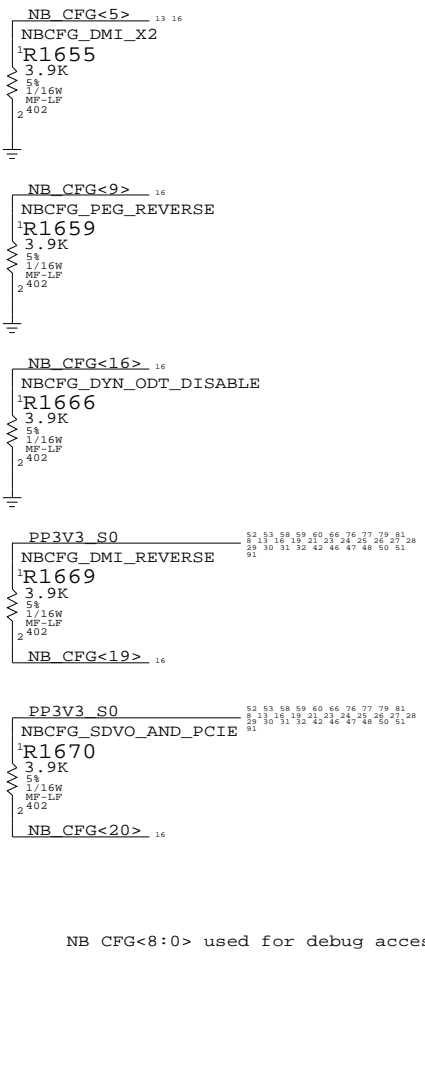 NB_CFG<5> 13 16
NBCFG_DMI_X2
1 R1655
3.9K
5%
1/16W
MF-LF
2 402
NB_CFG<9> 16
NBCFG_PEG_REVERSE
1 R1659
3.9K
5%
1/16W
MF-LF
2 402
NB_CFG<16> 16
NBCFG_DYN_ODT_DISABLE
1 R1666
3.9K
5%
1/16W
MF-LF
2 402
PP3V3_S0
52 53 58 59 60 66 76 77 79 81
8 13 16 19 21 23 24 25 26 27 28
29 30 31 32 42 46 47 48 50 51
91
NBCFG_DMI_REVERSE
1 R1669
3.9K
5%
1/16W
MF-LF
2 402
NB_CFG<19> 16
PP3V3_S0
52 53 58 59 60 66 76 77 79 81
8 13 16 19 21 23 24 25 26 27 28
29 30 31 32 42 46 47 48 50 51
91
NBCFG_SDVO_AND_PCIE
1 R1670
3.9K
5%
1/16W
MF-LF
2 402
NB_CFG<20> 16
NB CFG<8:0> used for debug acces